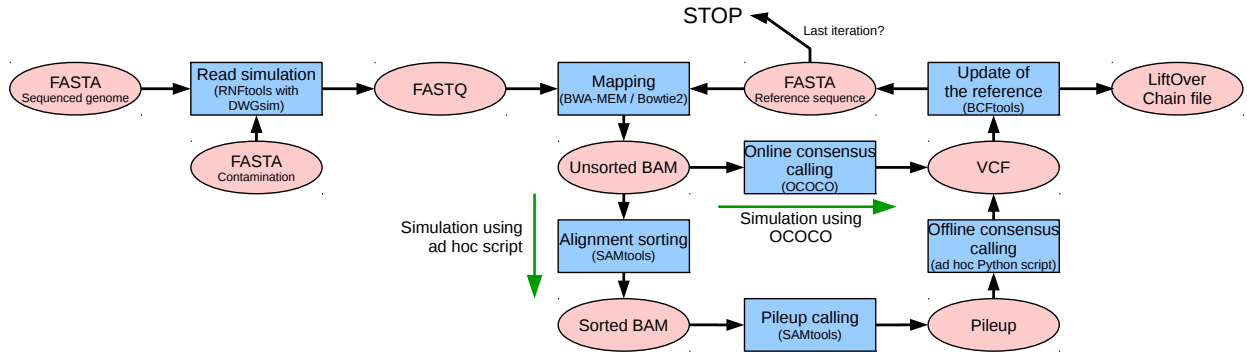 STOP
Last iteration?
FASTA
Sequenced genome
Read simulation
(RNFtools with
DWGsim)
FASTQ
Mapping
(BWA-MEM / Bowtie2)
FASTA
Reference sequence
Update of
the reference
(BCFtools)
LiftOver
Chain file
FASTA
Contamination
Unsorted BAM
Online consensus
calling
(OCOCO)
VCF
Simulation using
ad hoc script
Simulation using
OCOCO
Alignment sorting
(SAMtools)
Offline consensus
calling
(ad hoc Python script)
Sorted BAM
Pileup calling
(SAMtools)
Pileup